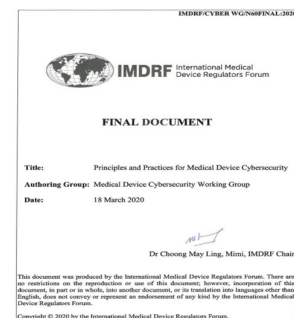 IMDRF/CYBER WG/N60FINAL:2020
IMDRF International Medical
Device Regulators Forum
FINAL DOCUMENT
Title: Principles and Practices for Medical Device Cybersecurity
Authoring Group: Medical Device Cybersecurity Working Group
Date: 18 March 2020
Dr Choong May Ling, Mimi, IMDRF Chair
This document was produced by the International Medical Device Regulators Forum. There are
no restrictions on the reproduction or use of this document; however, incorporation of this
document, in part or in whole, into another document, or its translation into languages other than
English, does not convey or represent an endorsement of any kind by the International Medical
Device Regulators Forum.
Copyright © 2020 by the International Medical Device Regulators Forum.